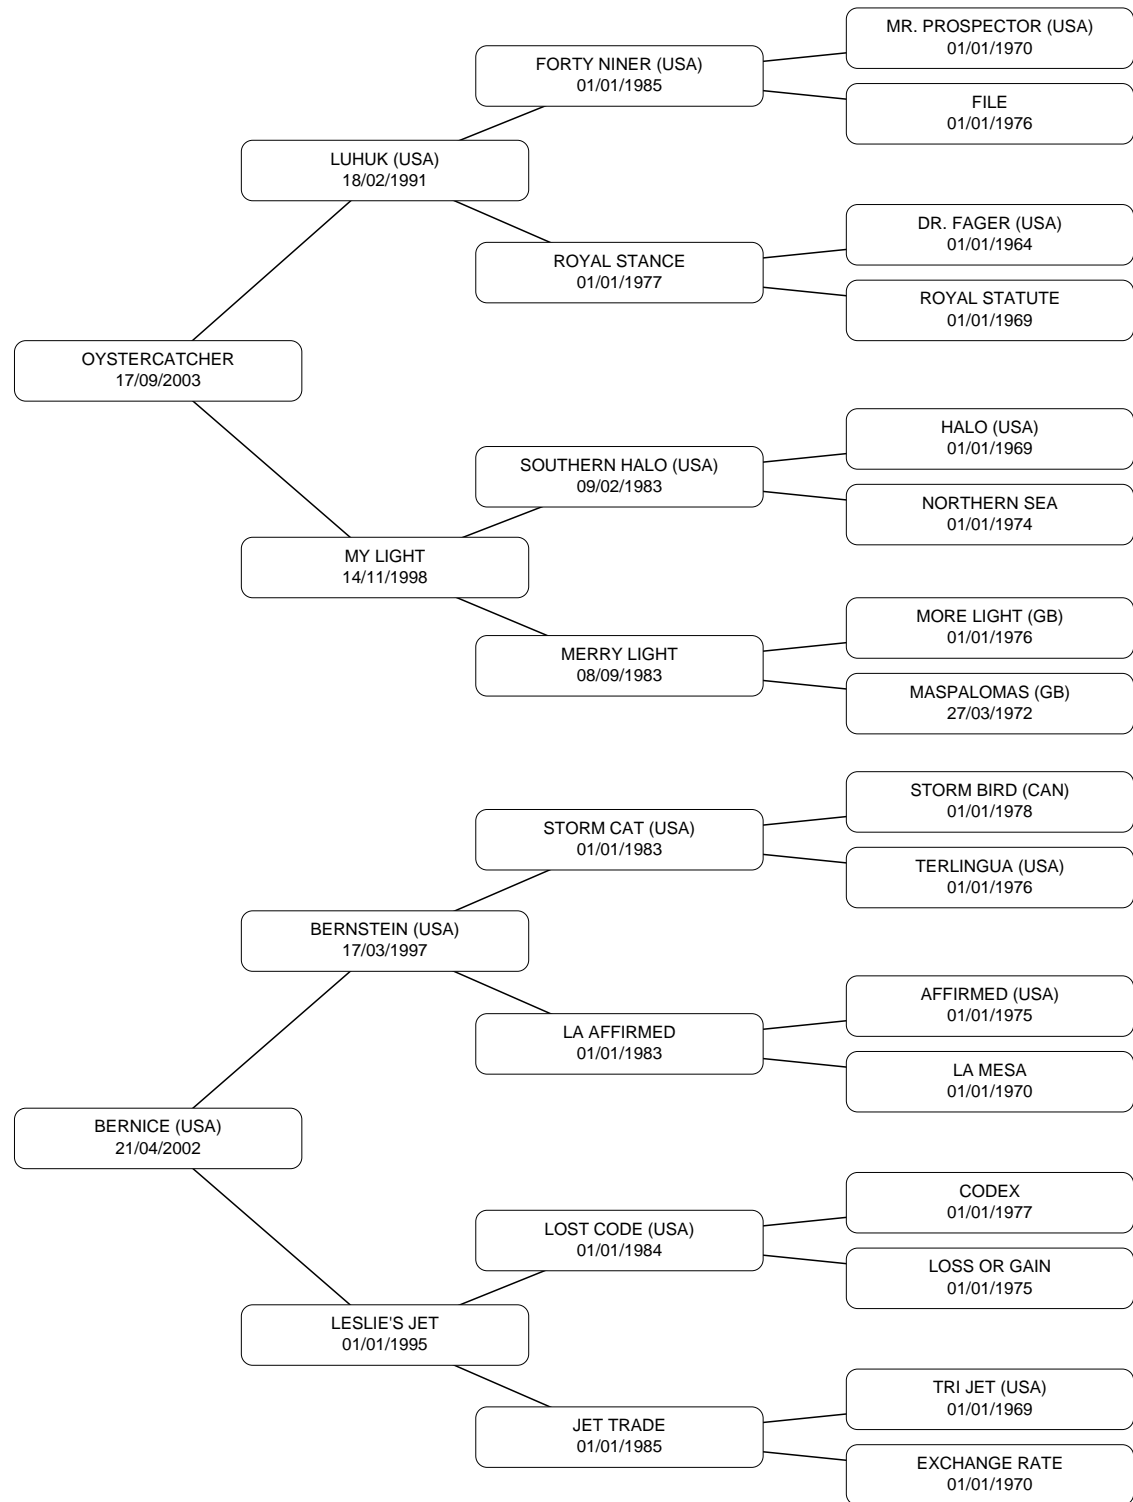 MR. PROSPECTOR (USA)
01/01/1970
FORTY NINER (USA)
01/01/1985
FILE
01/01/1976
LUHUK (USA)
18/02/1991
DR. FAGER (USA)
01/01/1964
ROYAL STANCE
01/01/1977
ROYAL STATUTE
01/01/1969
OYSTERCATCHER
17/09/2003
HALO (USA)
01/01/1969
SOUTHERN HALO (USA)
09/02/1983
NORTHERN SEA
01/01/1974
MY LIGHT
14/11/1998
MORE LIGHT (GB)
01/01/1976
MERRY LIGHT
08/09/1983
MASPALOMAS (GB)
27/03/1972
STORM BIRD (CAN)
01/01/1978
STORM CAT (USA)
01/01/1983
TERLINGUA (USA)
01/01/1976
BERNSTEIN (USA)
17/03/1997
AFFIRMED (USA)
01/01/1975
LA AFFIRMED
01/01/1983
LA MESA
01/01/1970
BERNICE (USA)
21/04/2002
CODEX
01/01/1977
LOST CODE (USA)
01/01/1984
LOSS OR GAIN
01/01/1975
LESLIE'S JET
01/01/1995
TRI JET (USA)
01/01/1969
JET TRADE
01/01/1985
EXCHANGE RATE
01/01/1970